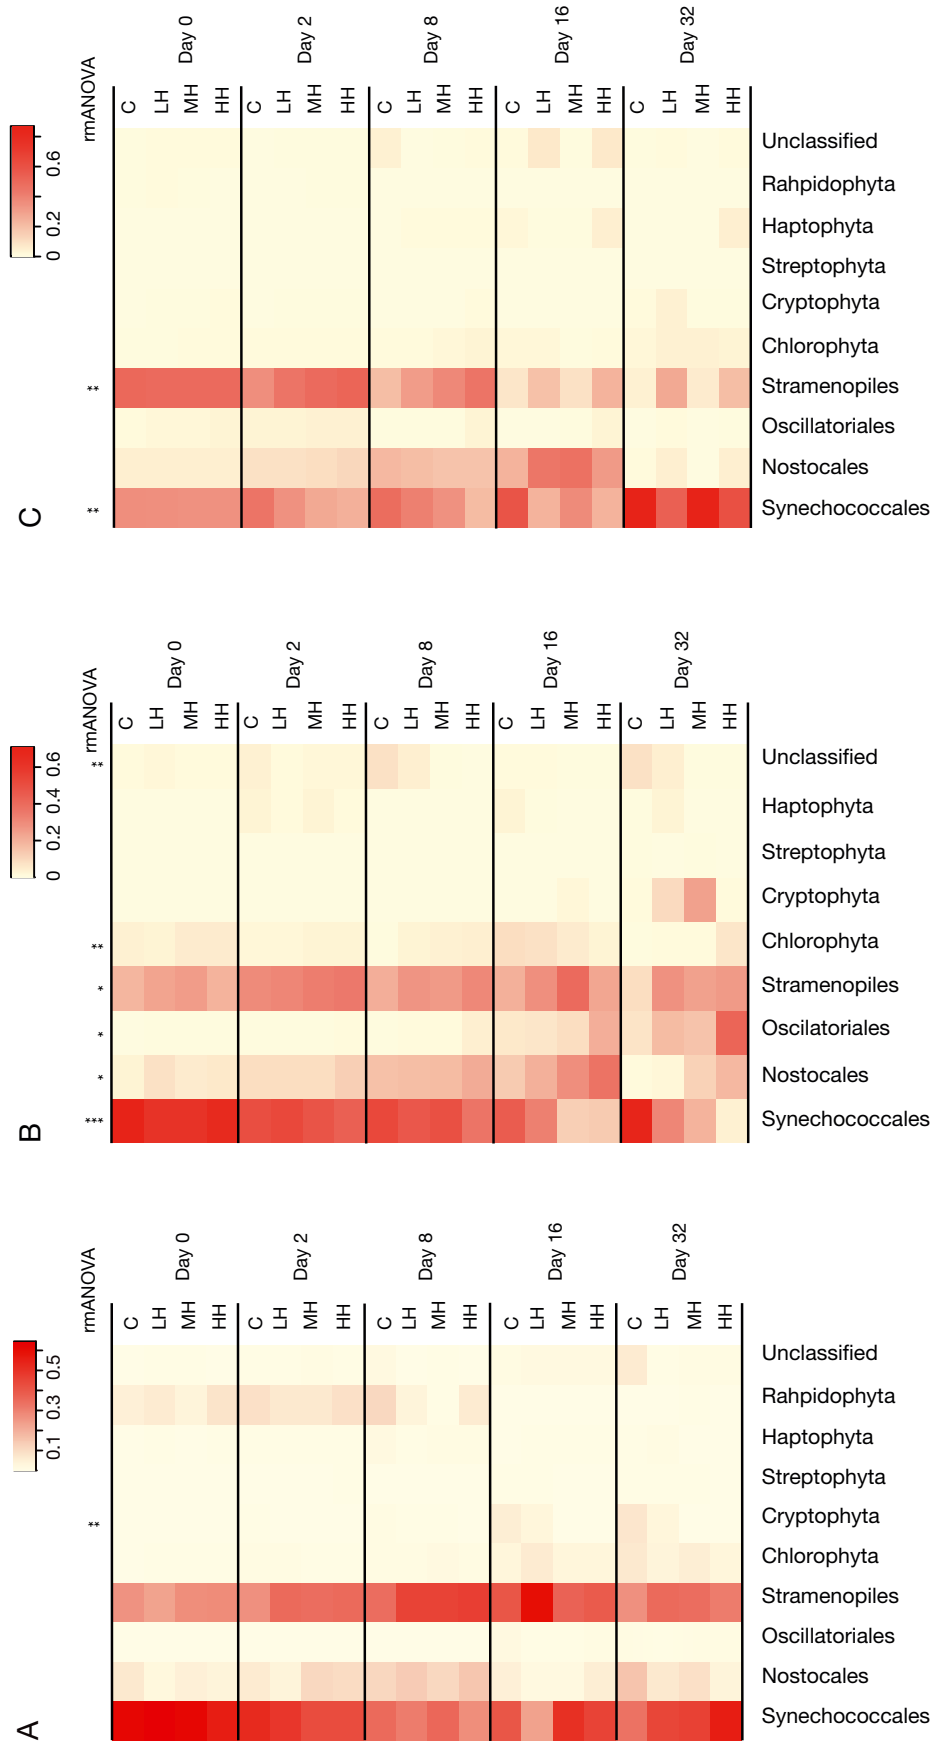 A
0.1 0.3 0.5
rmANOVA
**
C
LH
MH
HH
Day 0
C
LH
MH
HH
Day 2
C
LH
MH
HH
Day 8
C
LH
MH
HH
Day 16
C
LH
MH
HH
Day 32
Synechococcales
Nostocales
Oscillatoriales
Stramenopiles
Chlorophyta
Cryptophyta
Streptophyta
Haptophyta
Rahpidophyta
Unclassified
B
0 0.2 0.4 0.6
rmANOVA
*** * * * ** **
C
LH
MH
HH
Day 0
C
LH
MH
HH
Day 2
C
LH
MH
HH
Day 8
C
LH
MH
HH
Day 16
C
LH
MH
HH
Day 32
Synechococcales
Nostocales
Oscilatoriales
Stramenopiles
Chlorophyta
Cryptophyta
Streptophyta
Haptophyta
Unclassified
C
0 0.2 0.6
rmANOVA
** **
C
LH
MH
HH
Day 0
C
LH
MH
HH
Day 2
C
LH
MH
HH
Day 8
C
LH
MH
HH
Day 16
C
LH
MH
HH
Day 32
Synechococcales
Nostocales
Oscillatoriales
Stramenopiles
Chlorophyta
Cryptophyta
Streptophyta
Haptophyta
Rahpidophyta
Unclassified